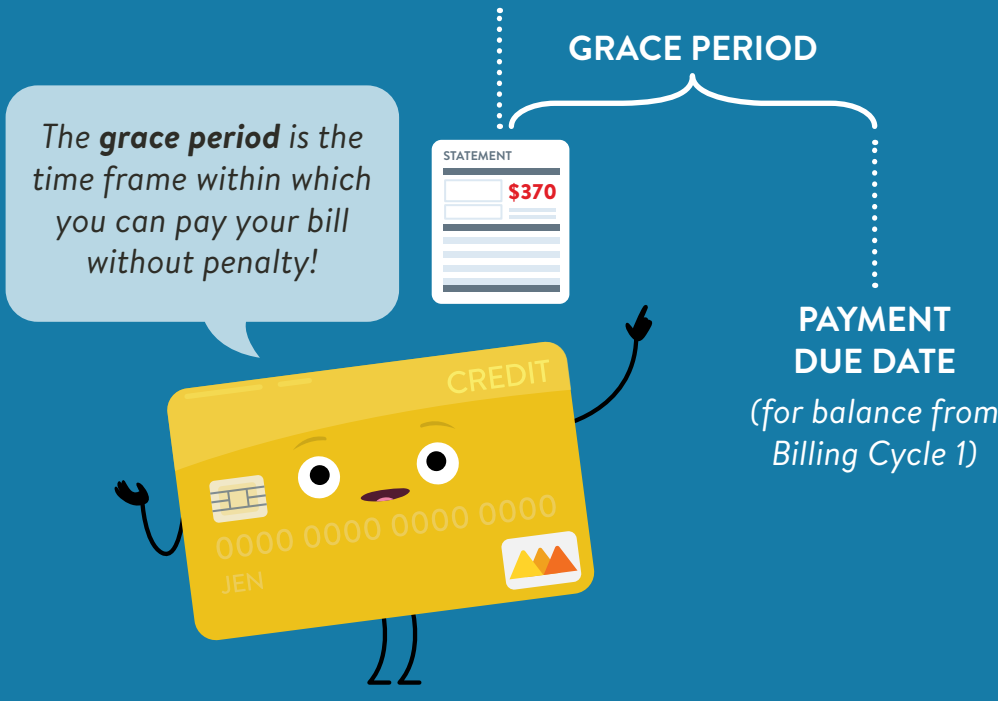 GRACE PERIOD
The grace period is the
time frame within which
you can pay your bill
without penalty!
STATEMENT
$370
PAYMENT
DUE DATE
(for balance from
Billing Cycle 1)
CREDIT
0000 0000 0000 0000
JEN